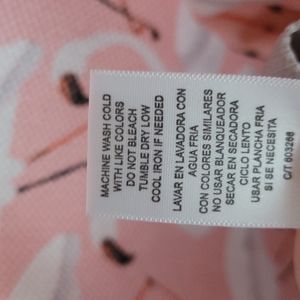 MACHINE WASH COLD
WITH LIKE COLORS
DO NOT BLEACH
TUMBLE DRY LOW
COOL IRON IF NEEDED
LAVAR EN LAVADORA CON
AGUA FRIA
CON COLORES SIMILARES
NO USAR BLANQUEADOR
SECAR EN SECADORA
CICLO LENTO
USAR PLANCHA FRIA
SI SE NECESITA
C/T 603266